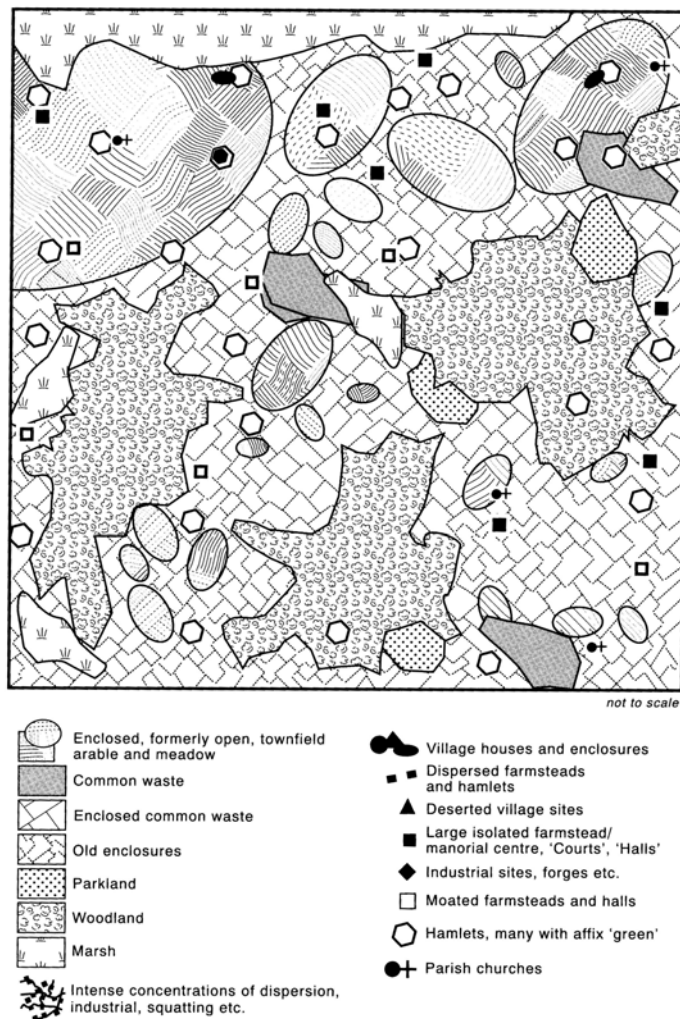 not to scale
Enclosed, formerly open, townfield
arable and meadow
Common waste
Enclosed common waste
Old enclosures
Parkland
Woodland
Marsh
Intense concentrations of dispersion,
industrial, squatting etc.
Village houses and enclosures
Dispersed farmsteads
and hamlets
Deserted village sites
Large isolated farmstead/
manorial centre, ‘Courts’, ‘Halls’
Industrial sites, forges etc.
Moated farmsteads and halls
Hamlets, many with affix ‘green’
Parish churches